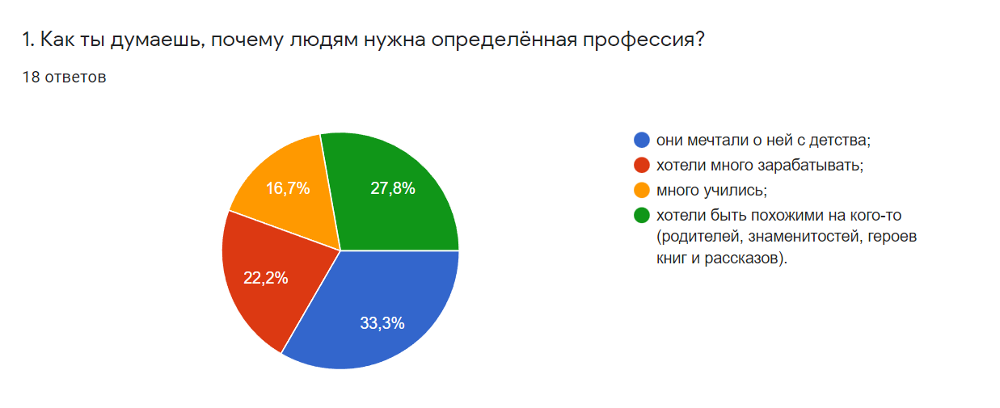 1. Как ты думаешь, почему людям нужна определённая профессия?
18 ответов
они мечтали о ней с детства;
хотели много зарабатывать;
много учились;
хотели быть похожими на кого-то
(родителей, знаменитостей, героев
книг и рассказов).
16,7%
27,8%
22,2%
33,3%